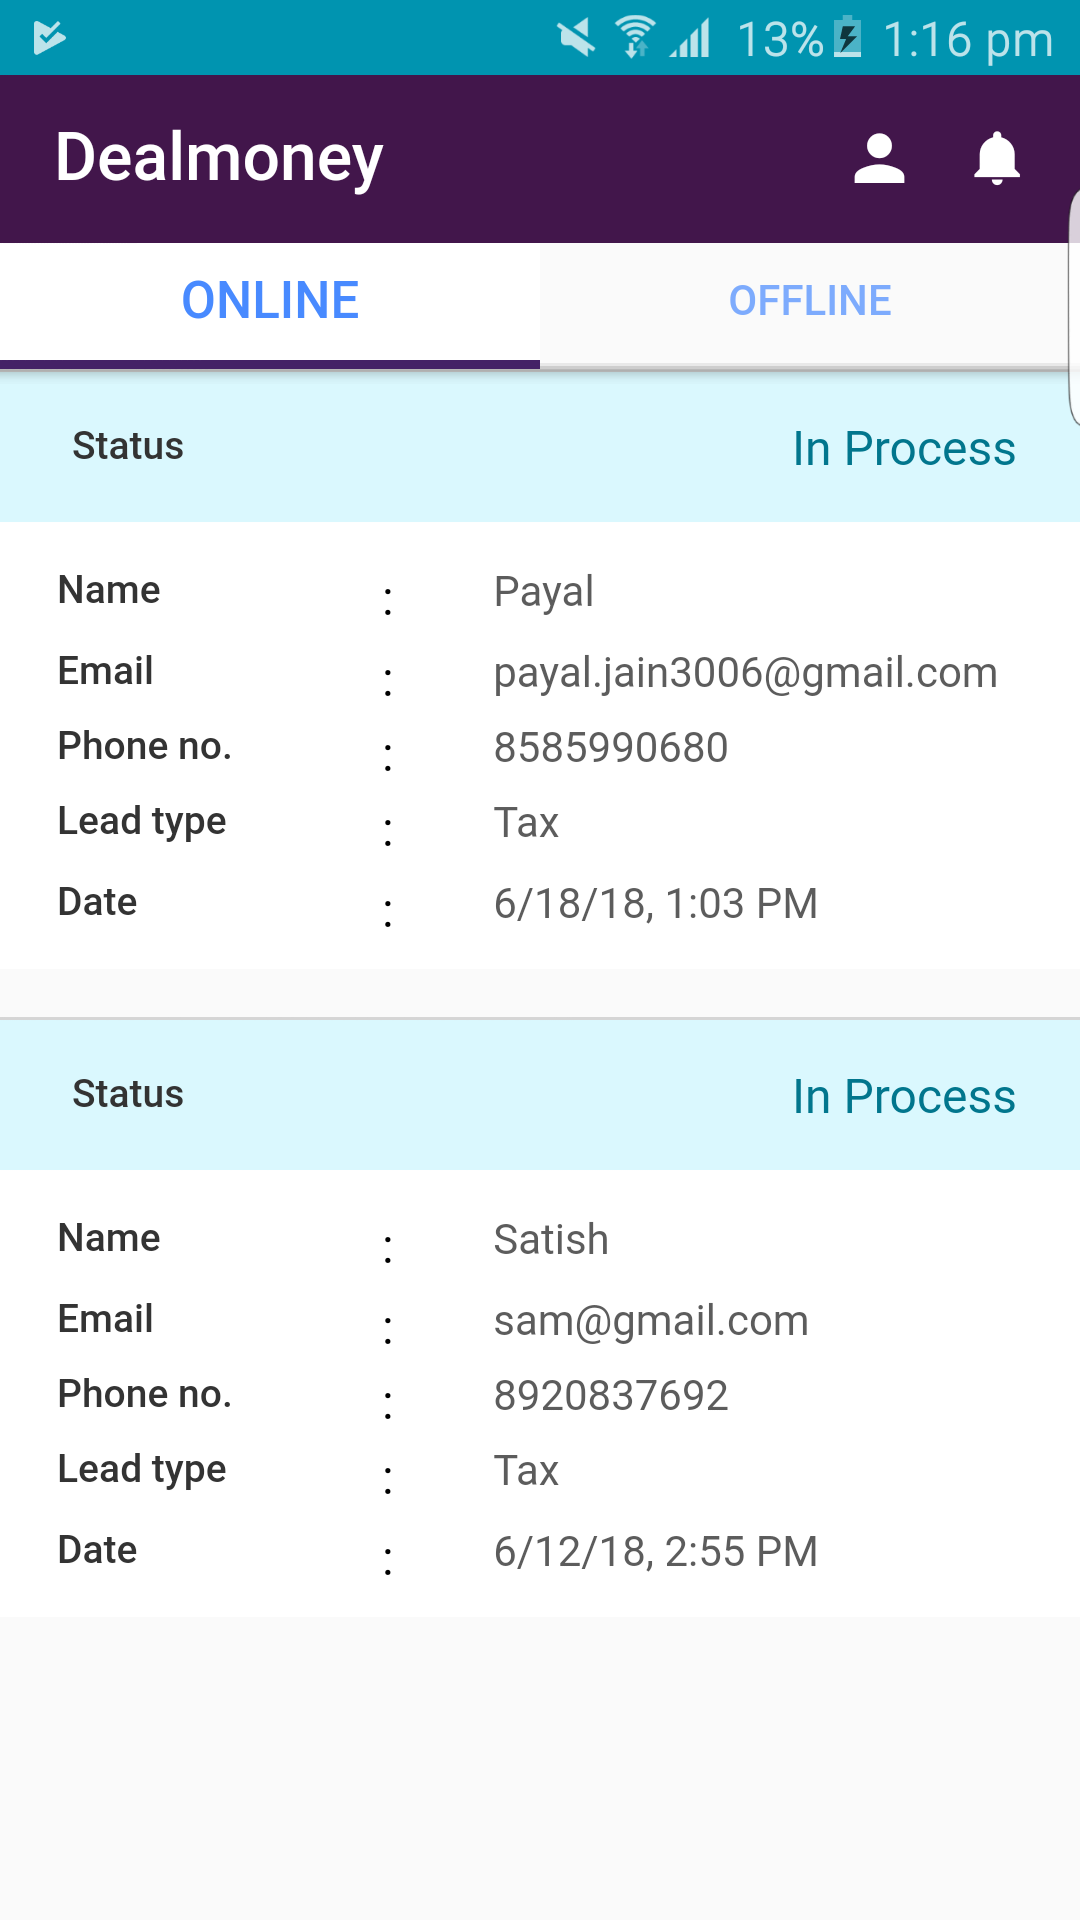 13% 1:16 pm
Dealmoney
ONLINE OFFLINE
Status In Process
Name : Payal
Email : payal.jain3006@gmail.com
Phone no. : 8585990680
Lead type : Tax
Date : 6/18/18, 1:03 PM
Status In Process
Name : Satish
Email : sam@gmail.com
Phone no. : 8920837692
Lead type : Tax
Date : 6/12/18, 2:55 PM